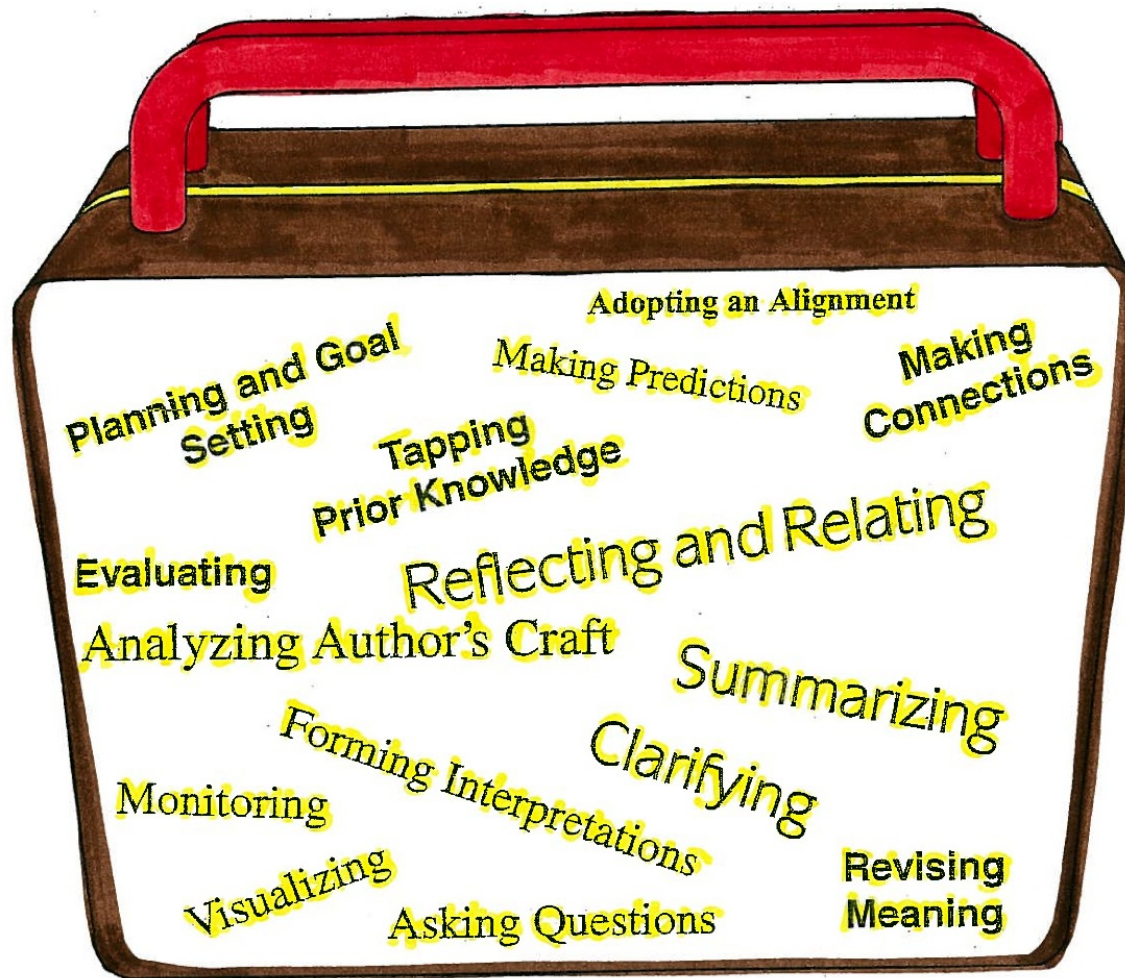 Adopting an Alignment
Planning and Goal
Setting
Making Predictions
Making
Connections
Tapping
Prior Knowledge
Evaluating
Reflecting and Relating
Analyzing Author's Craft
Summarizing
Forming Interpretations
Clarifying
Monitoring
Visualizing
Asking Questions
Revising
Meaning